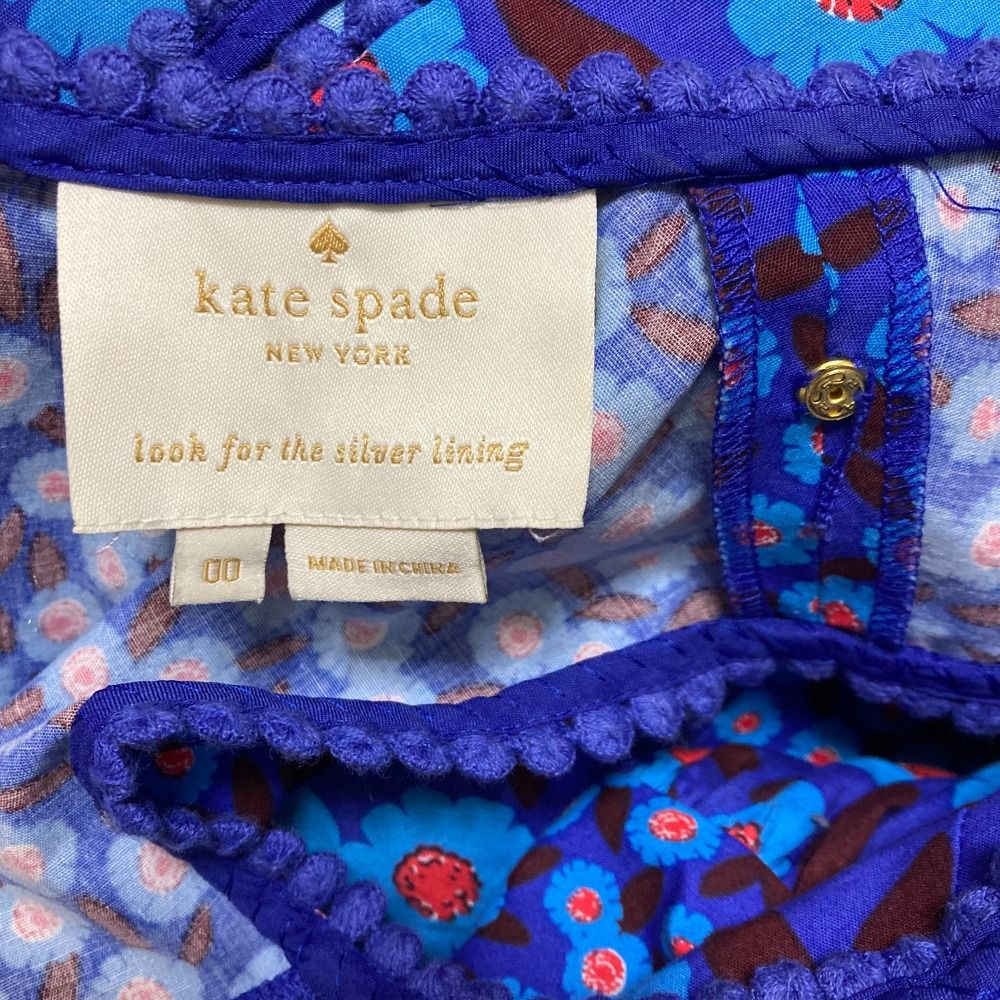 kate spade
NEW YORK
look for the silver lining
00
MADE IN CHINA